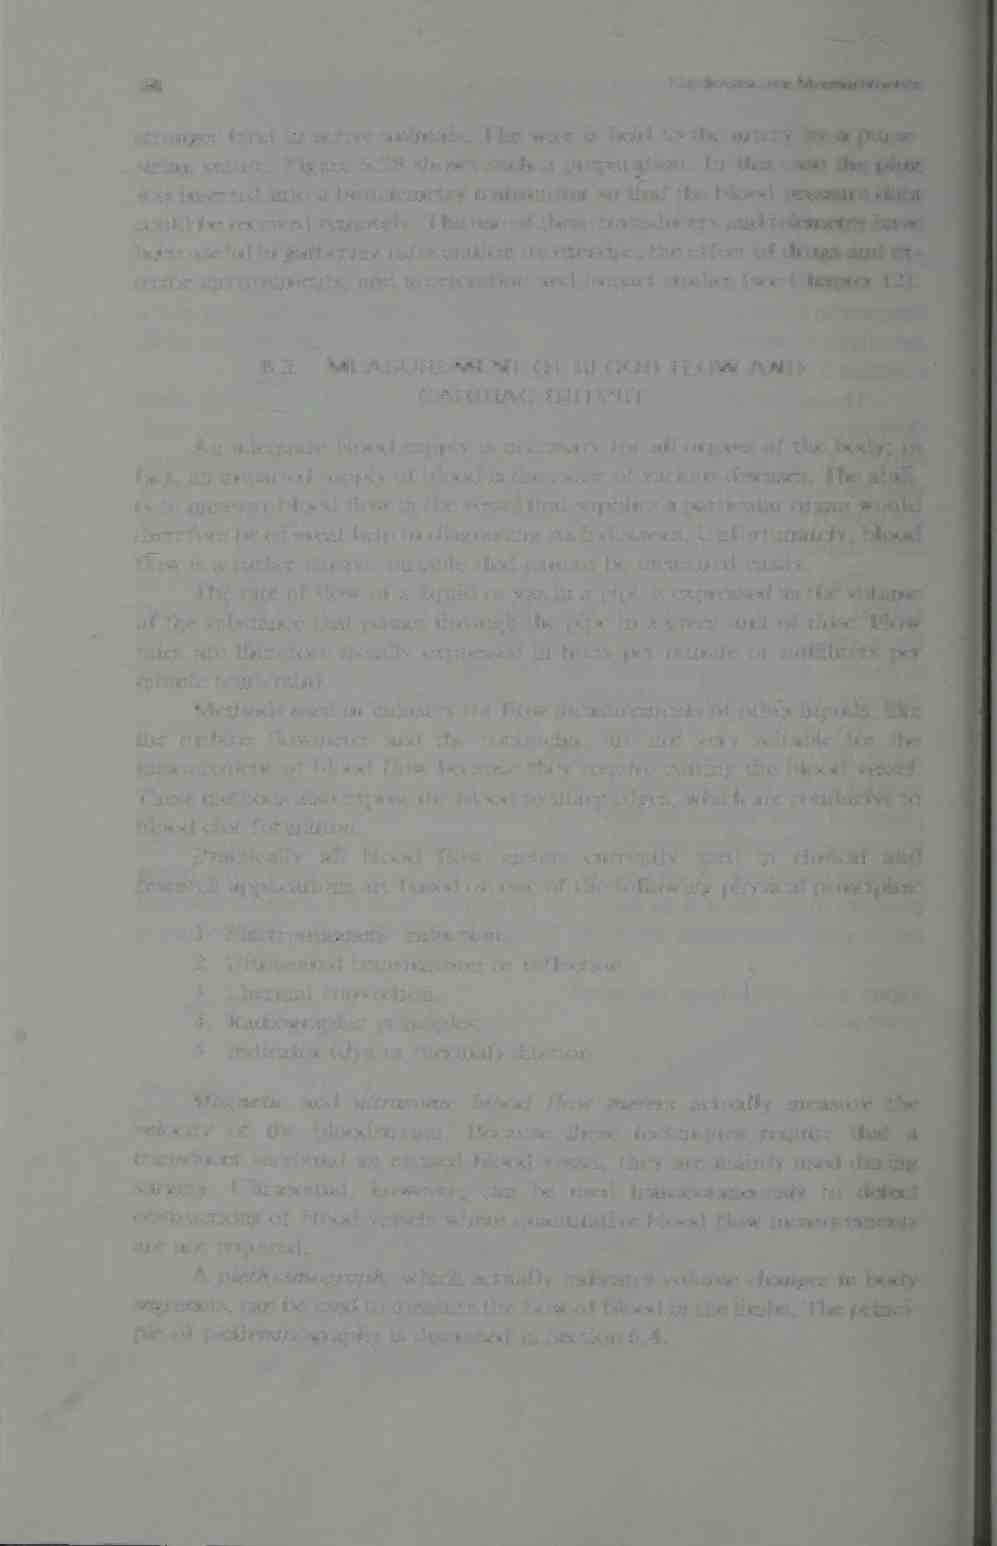 Cardiovascular Measurements
stronger bond in active animals. The wire is held to the artery by a purse-
string suture. Figure 6.28 shows such a preparation. In this case the plug
was inserted into a biotelemetry transmitter so that the blood pressure data
could be received remotely. The use of these transducers and telemetry have
been useful in gathering information on exercise, the effect of drugs and ex-
environments, and acceleration and impact studies (see Chapter 12).
MEASUREMENT OF BLOOD FLOW AND
CARDIAC OUTPUT
An adequate blood supply is necessary for all organs of the body; in
fact, an impaired supply of blood is the cause of various diseases. The abil-
ity to measure blood flow in the vessel that supplies a particular organ would
therefore be of great help in diagnosing such diseases. Unfortunately, blood
flow is a rather elusive variable that cannot be measured easily.
The rate of flow of a liquid or gas in a pipe is expressed as the volume
of the substance that passes through the pipe in a given unit of time. Flow
rates are therefore usually expressed in liters per minute or milliliters per
minute
Methods used in industry for flow measurements of other liquids, like
the turbine flowmeter and the rotameter, are not very suitable for the
measurement of blood flow because they require cutting the blood vessel.
These methods also expose the blood to sharp edges, which are conducive to
blood clot formation.
Practically all blood flow meters currently used in clinical and
research applications are based on one of the following physical principles:
1. Electromagnetic induction.
2. Ultrasound transmission or reflection.
3. Thermal convection.
4. Radiographic principles.
5. Indicator (dye or thermal) dilution.
Magnetic and ultrasonic blood flow meters actually measure the
velocity of the bloodstream. Because these techniques require that a
transducer surround an excised blood vessel, they are mainly used during
surgery. Ultrasound, however, can be used transcutaneously to detect
obstructions of blood vessels where quantitative blood flow measurements
are not required.
A plethysmograph, which actually indicates volume changes in body
segments, can be used to measure the flow of blood in the limbs. The princi-
ple of plethysmography is discussed in Section 6.4.